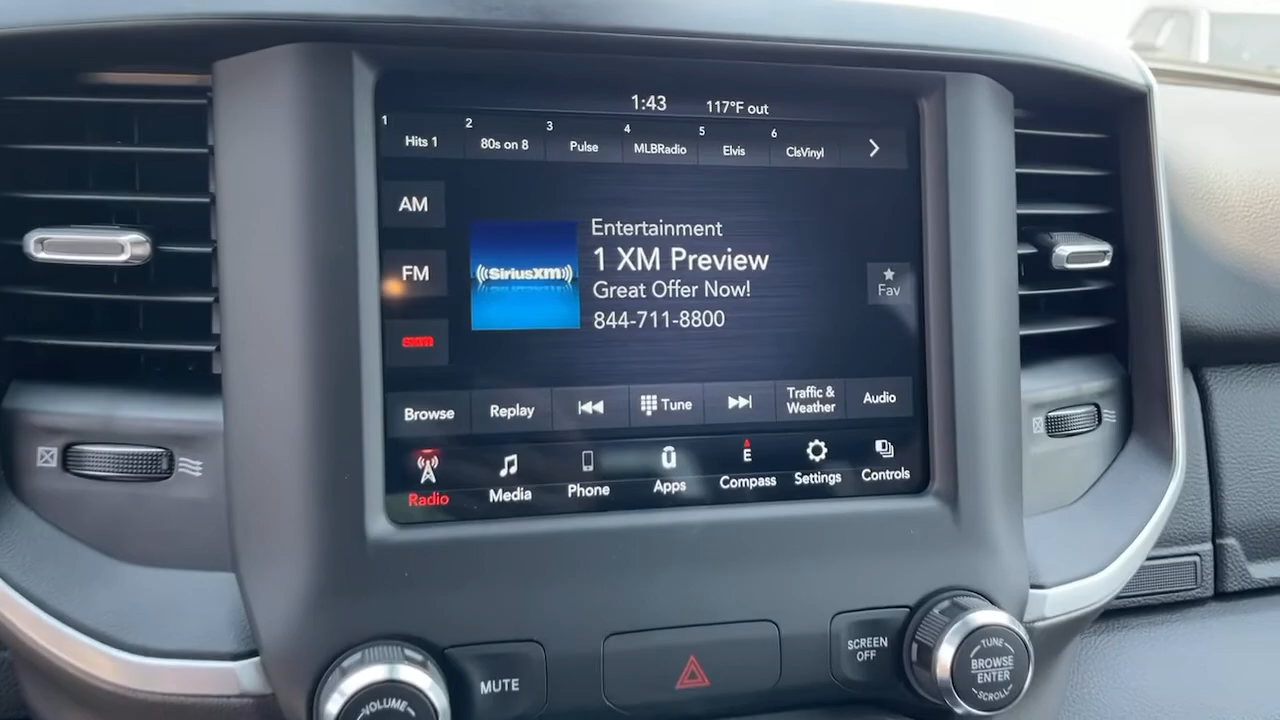 1:43 117°F out
1 Hits 1 2 80s on 8 3 Pulse 4 MLBRadio 5 Elvis 6 ClsVinyl
AM
FM
sxm
SiriusXM
Entertainment
1 XM Preview
Great Offer Now!
844-711-8800
Fav
Browse Replay Tune Traffic & Weather Audio
Radio Media Phone Apps E Compass Settings Controls
VOLUME
MUTE
SCREEN
OFF
TUNE
BROWSE
ENTER
SCROLL